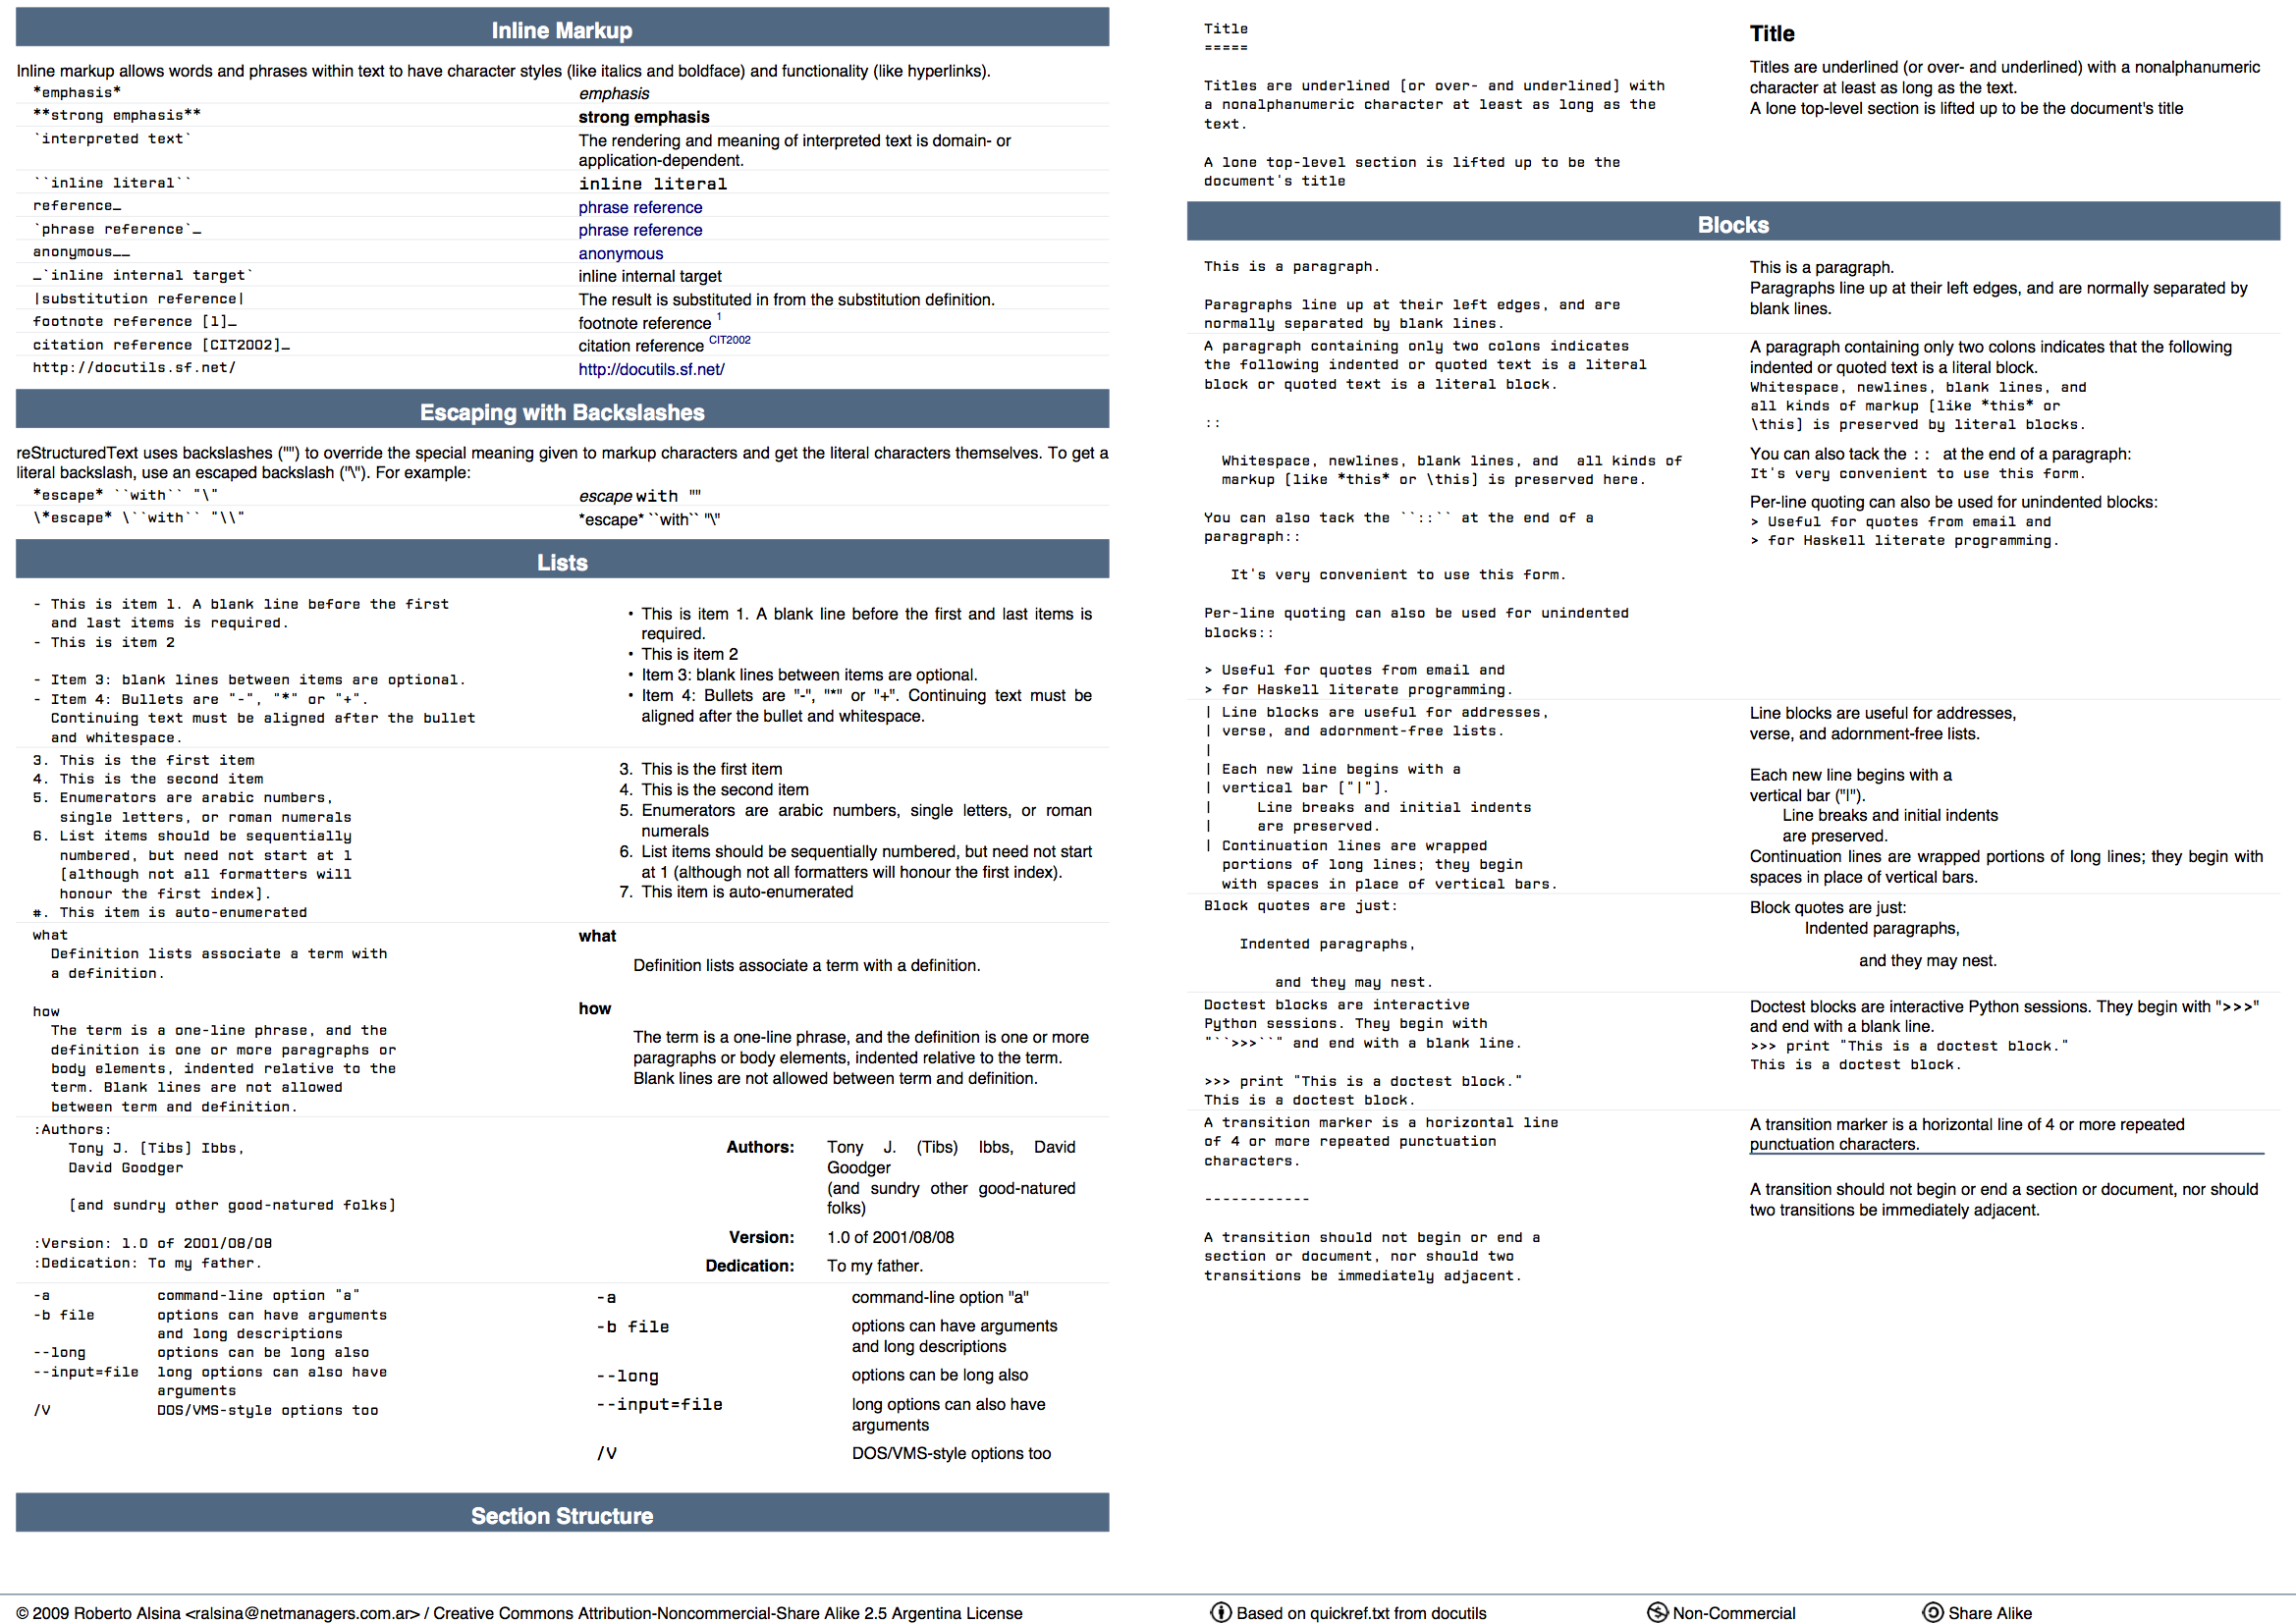 Inline Markup
Inline markup allows words and phrases within text to have character styles (like italics and boldface) and functionality (like hyperlinks).
*emphasis* emphasis
**strong emphasis** strong emphasis
`interpreted text` The rendering and meaning of interpreted text is domain- or
application-dependent.
``inline literal`` inline literal
reference_ phrase reference
`phrase reference`_ phrase reference
anonymous__ anonymous
_`inline internal target` inline internal target
|substitution reference| The result is substituted in from the substitution definition.
footnote reference [1]_ footnote reference 1
citation reference [CIT2002]_ citation reference CIT2002
http://docutils.sf.net/ http://docutils.sf.net/
Escaping with Backslashes
reStructuredText uses backslashes ("") to override the special meaning given to markup characters and get the literal characters themselves. To get a
literal backslash, use an escaped backslash ("\"). For example:
*escape* ``with`` "\" escape with ""
\*escape* \``with`` "\\" *escape* ``with`` "\"
Lists
- This is item 1. A blank line before the first
and last items is required.
- This is item 2
- Item 3: blank lines between items are optional.
- Item 4: Bullets are "-", "*" or "+".
Continuing text must be aligned after the bullet
and whitespace.
• This is item 1. A blank line before the first and last items is
required.
• This is item 2
• Item 3: blank lines between items are optional.
• Item 4: Bullets are "-", "*" or "+". Continuing text must be
aligned after the bullet and whitespace.
3. This is the first item
4. This is the second item
5. Enumerators are arabic numbers,
single letters, or roman numerals
6. List items should be sequentially
numbered, but need not start at 1
[although not all formatters will
honour the first index].
#. This item is auto-enumerated
3. This is the first item
4. This is the second item
5. Enumerators are arabic numbers, single letters, or roman
numerals
6. List items should be sequentially numbered, but need not start
at 1 (although not all formatters will honour the first index).
7. This item is auto-enumerated
what
Definition lists associate a term with
a definition.
how
The term is a one-line phrase, and the
definition is one or more paragraphs or
body elements, indented relative to the
term. Blank lines are not allowed
between term and definition.
what
Definition lists associate a term with a definition.
how
The term is a one-line phrase, and the definition is one or more
paragraphs or body elements, indented relative to the term.
Blank lines are not allowed between term and definition.
:Authors:
Tony J. [Tibs] Ibbs,
David Goodger
[and sundry other good-natured folks]
:Version: 1.0 of 2001/08/08
:Dedication: To my father.
Authors: Tony J. (Tibs) Ibbs, David
Goodger
(and sundry other good-natured
folks)
Version: 1.0 of 2001/08/08
Dedication: To my father.
-a command-line option "a"
-b file options can have arguments
and long descriptions
--long options can be long also
--input=file long options can also have
arguments
/V DOS/VMS-style options too
-a command-line option "a"
-b file options can have arguments
and long descriptions
--long options can be long also
--input=file long options can also have
arguments
/V DOS/VMS-style options too
Section Structure
Title
=====
Titles are underlined [or over- and underlined] with
a nonalphanumeric character at least as long as the
text.
A lone top-level section is lifted up to be the
document's title
Title
Titles are underlined (or over- and underlined) with a nonalphanumeric
character at least as long as the text.
A lone top-level section is lifted up to be the document's title
Blocks
This is a paragraph.
Paragraphs line up at their left edges, and are
normally separated by blank lines.
This is a paragraph.
Paragraphs line up at their left edges, and are normally separated by
blank lines.
A paragraph containing only two colons indicates
the following indented or quoted text is a literal
block or quoted text is a literal block.
::
Whitespace, newlines, blank lines, and  all kinds of
markup [like *this* or \this] is preserved here.
You can also tack the ``::`` at the end of a
paragraph::
It's very convenient to use this form.
Per-line quoting can also be used for unindented
blocks::
> Useful for quotes from email and
> for Haskell literate programming.
A paragraph containing only two colons indicates that the following
indented or quoted text is a literal block.
Whitespace, newlines, blank lines, and
all kinds of markup [like *this* or
\this] is preserved by literal blocks.
You can also tack the :: at the end of a paragraph:
It's very convenient to use this form.
Per-line quoting can also be used for unindented blocks:
> Useful for quotes from email and
> for Haskell literate programming.
| Line blocks are useful for addresses,
| verse, and adornment-free lists.
|
| Each new line begins with a
| vertical bar ["|"].
| Line breaks and initial indents
| are preserved.
| Continuation lines are wrapped
portions of long lines; they begin
with spaces in place of vertical bars.
Line blocks are useful for addresses,
verse, and adornment-free lists.
Each new line begins with a
vertical bar ("|").
Line breaks and initial indents
are preserved.
Continuation lines are wrapped portions of long lines; they begin with
spaces in place of vertical bars.
Block quotes are just:
Indented paragraphs,
and they may nest.
Block quotes are just:
Indented paragraphs,
and they may nest.
Doctest blocks are interactive
Python sessions. They begin with
"``>>>``" and end with a blank line.
>>> print "This is a doctest block."
This is a doctest block.
Doctest blocks are interactive Python sessions. They begin with ">>>"
and end with a blank line.
>>> print "This is a doctest block."
This is a doctest block.
A transition marker is a horizontal line
of 4 or more repeated punctuation
characters.
------------
A transition should not begin or end a
section or document, nor should two
transitions be immediately adjacent.
A transition marker is a horizontal line of 4 or more repeated
punctuation characters.
A transition should not begin or end a section or document, nor should
two transitions be immediately adjacent.
© 2009 Roberto Alsina <ralsina@netmanagers.com.ar> / Creative Commons Attribution-Noncommercial-Share Alike 2.5 Argentina License
Based on quickref.txt from docutils
Non-Commercial
Share Alike